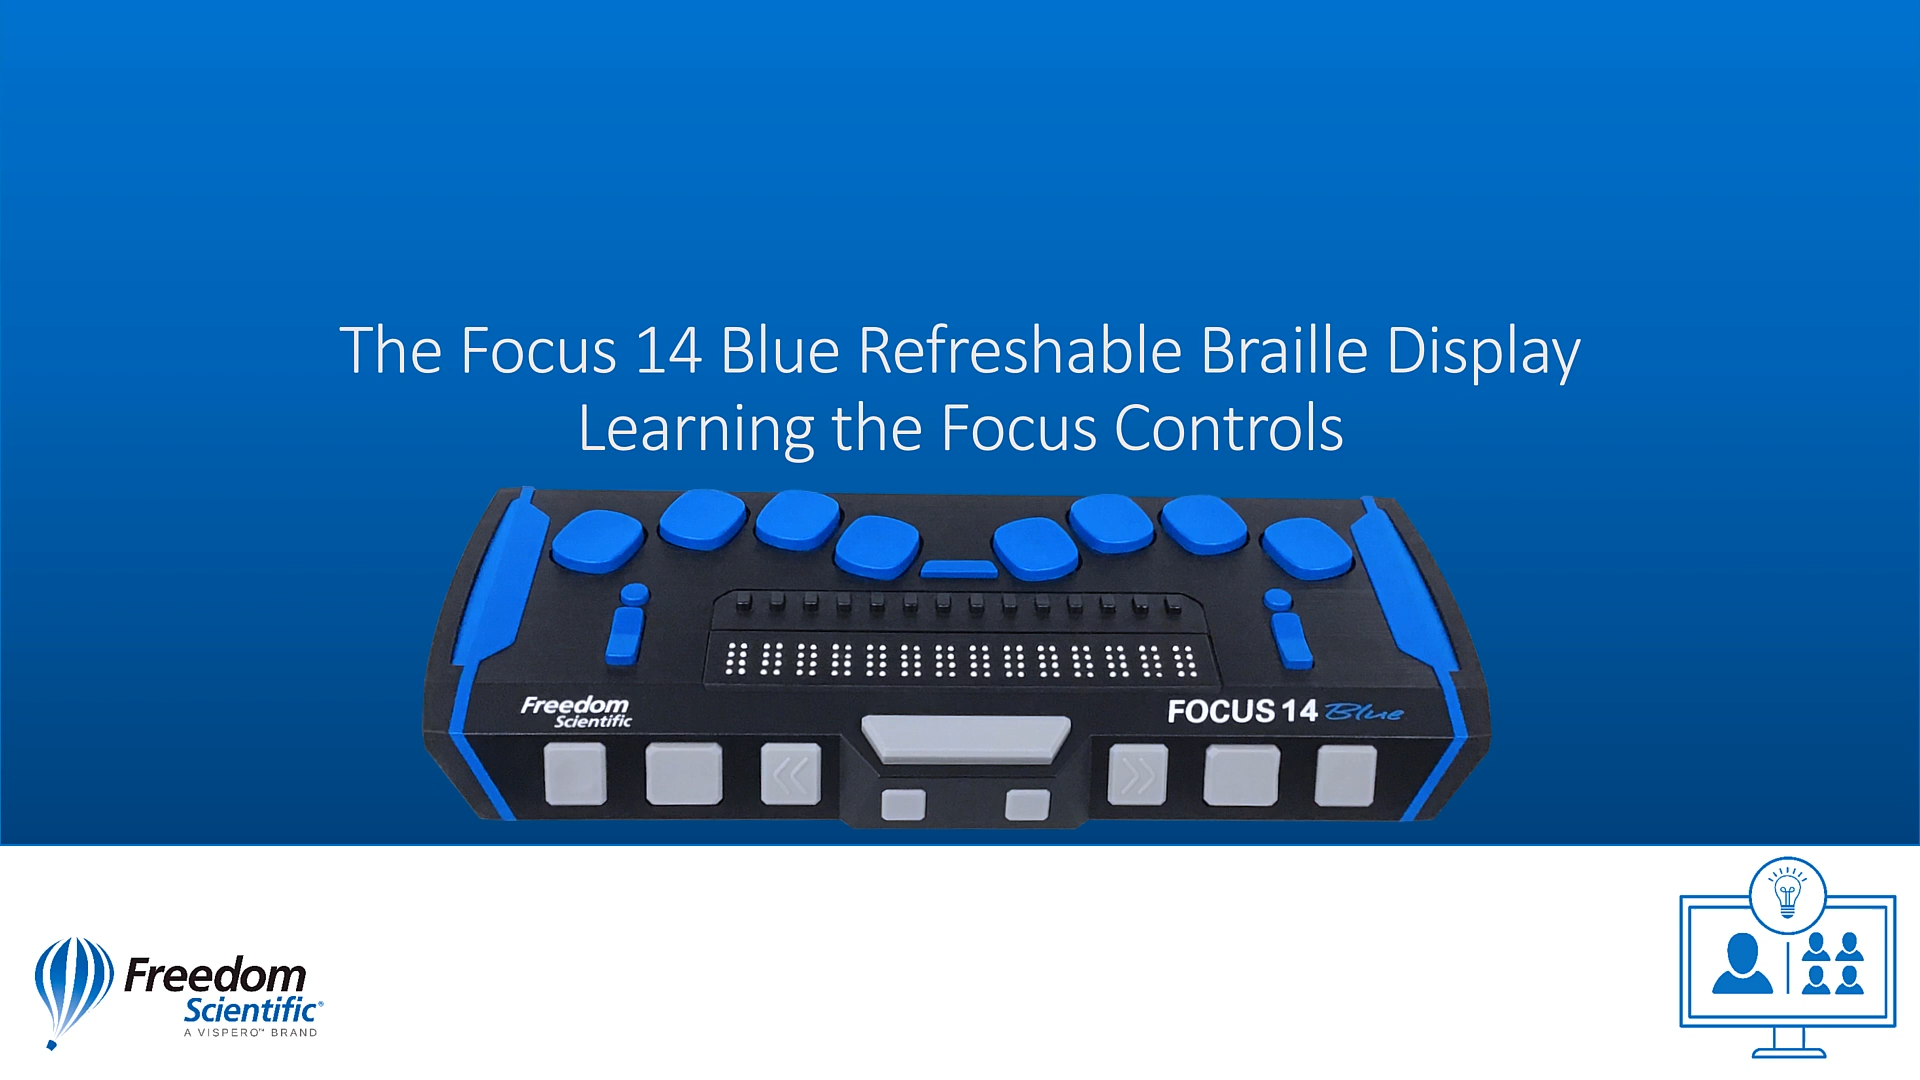 The Focus 14 Blue Refreshable Braille Display
Learning the Focus Controls
Freedom
Scientific
FOCUS 14 Blue
Freedom
Scientific®
A VISPERO™ BRAND